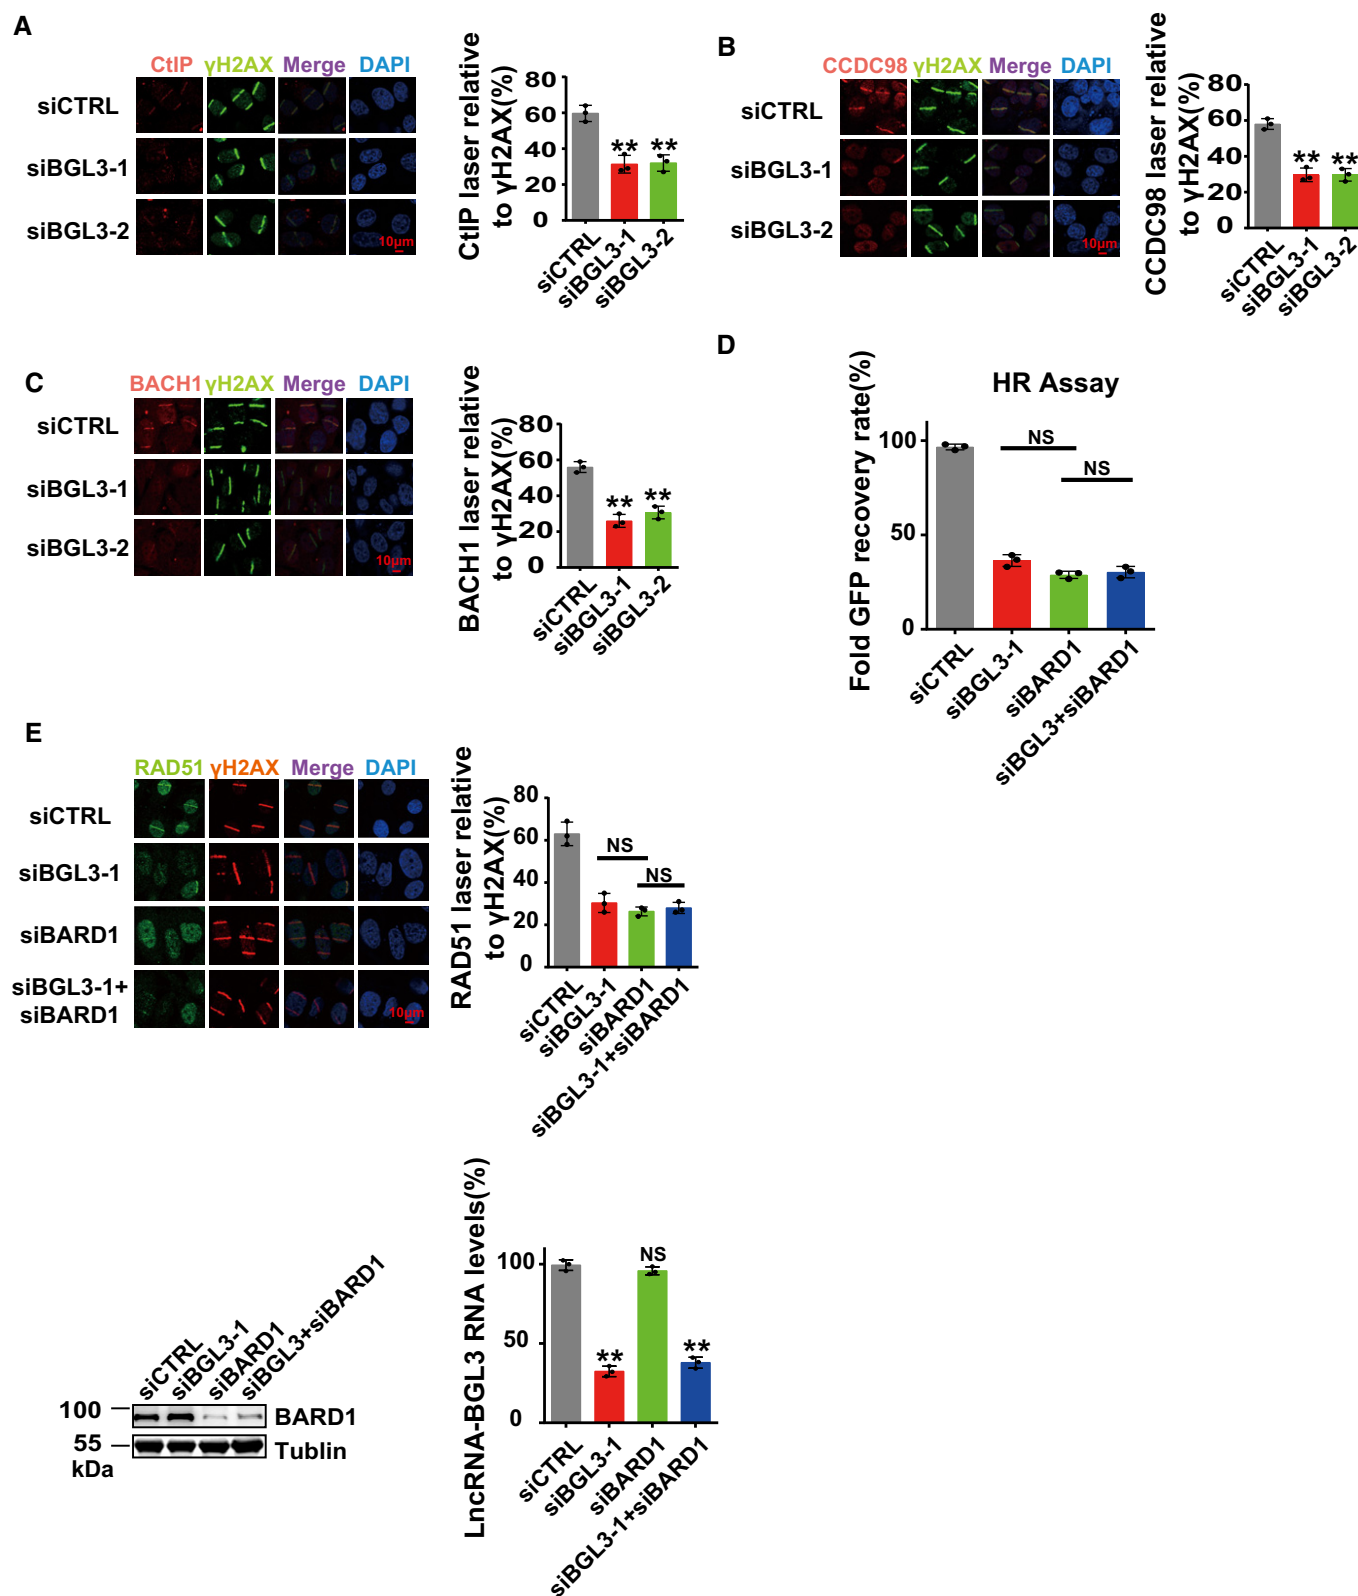 A
CtIP γH2AX Merge DAPI
siCTRL
siBGL3-1
siBGL3-2
10μm
CtIP laser relative
to γH2AX(%)
80
60
40
20
0
** **
siCTRL
siBGL3-1
siBGL3-2
B
CCDC98 γH2AX Merge DAPI
siCTRL
siBGL3-1
siBGL3-2
10μm
CCDC98 laser relative
to γH2AX(%)
80
60
40
20
0
** **
siCTRL
siBGL3-1
siBGL3-2
C
BACH1 γH2AX Merge DAPI
siCTRL
siBGL3-1
siBGL3-2
10μm
BACH1 laser relative
to γH2AX(%)
80
60
40
20
0
** **
siCTRL
siBGL3-1
siBGL3-2
D
HR Assay
Fold GFP recovery rate(%)
100
50
0
NS
NS
siCTRL
siBGL3-1
siBARD1
siBGL3+siBARD1
E
RAD51 γH2AX Merge DAPI
siCTRL
siBGL3-1
siBARD1
siBGL3-1+
siBARD1
10μm
RAD51 laser relative
to γH2AX(%)
80
60
40
20
0
NS
NS
siCTRL
siBGL3-1
siBARD1
siBGL3-1+siBARD1
siCTRL
siBGL3-1
siBARD1
siBGL3+siBARD1
100
BARD1
55
Tublin
kDa
LncRNA-BGL3 RNA levels(%)
100
50
0
**
NS
**
siCTRL
siBGL3-1
siBARD1
siBGL3-1+siBARD1